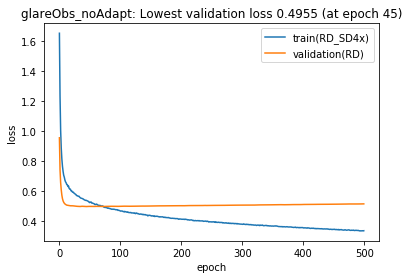 glareObs_noAdapt: Lowest validation loss 0.4955 (at epoch 45)
train(RD_SD4x)
validation(RD)
loss
1.6
1.4
1.2
1.0
0.8
0.6
0.4
0 100 200 300 400 500
epoch